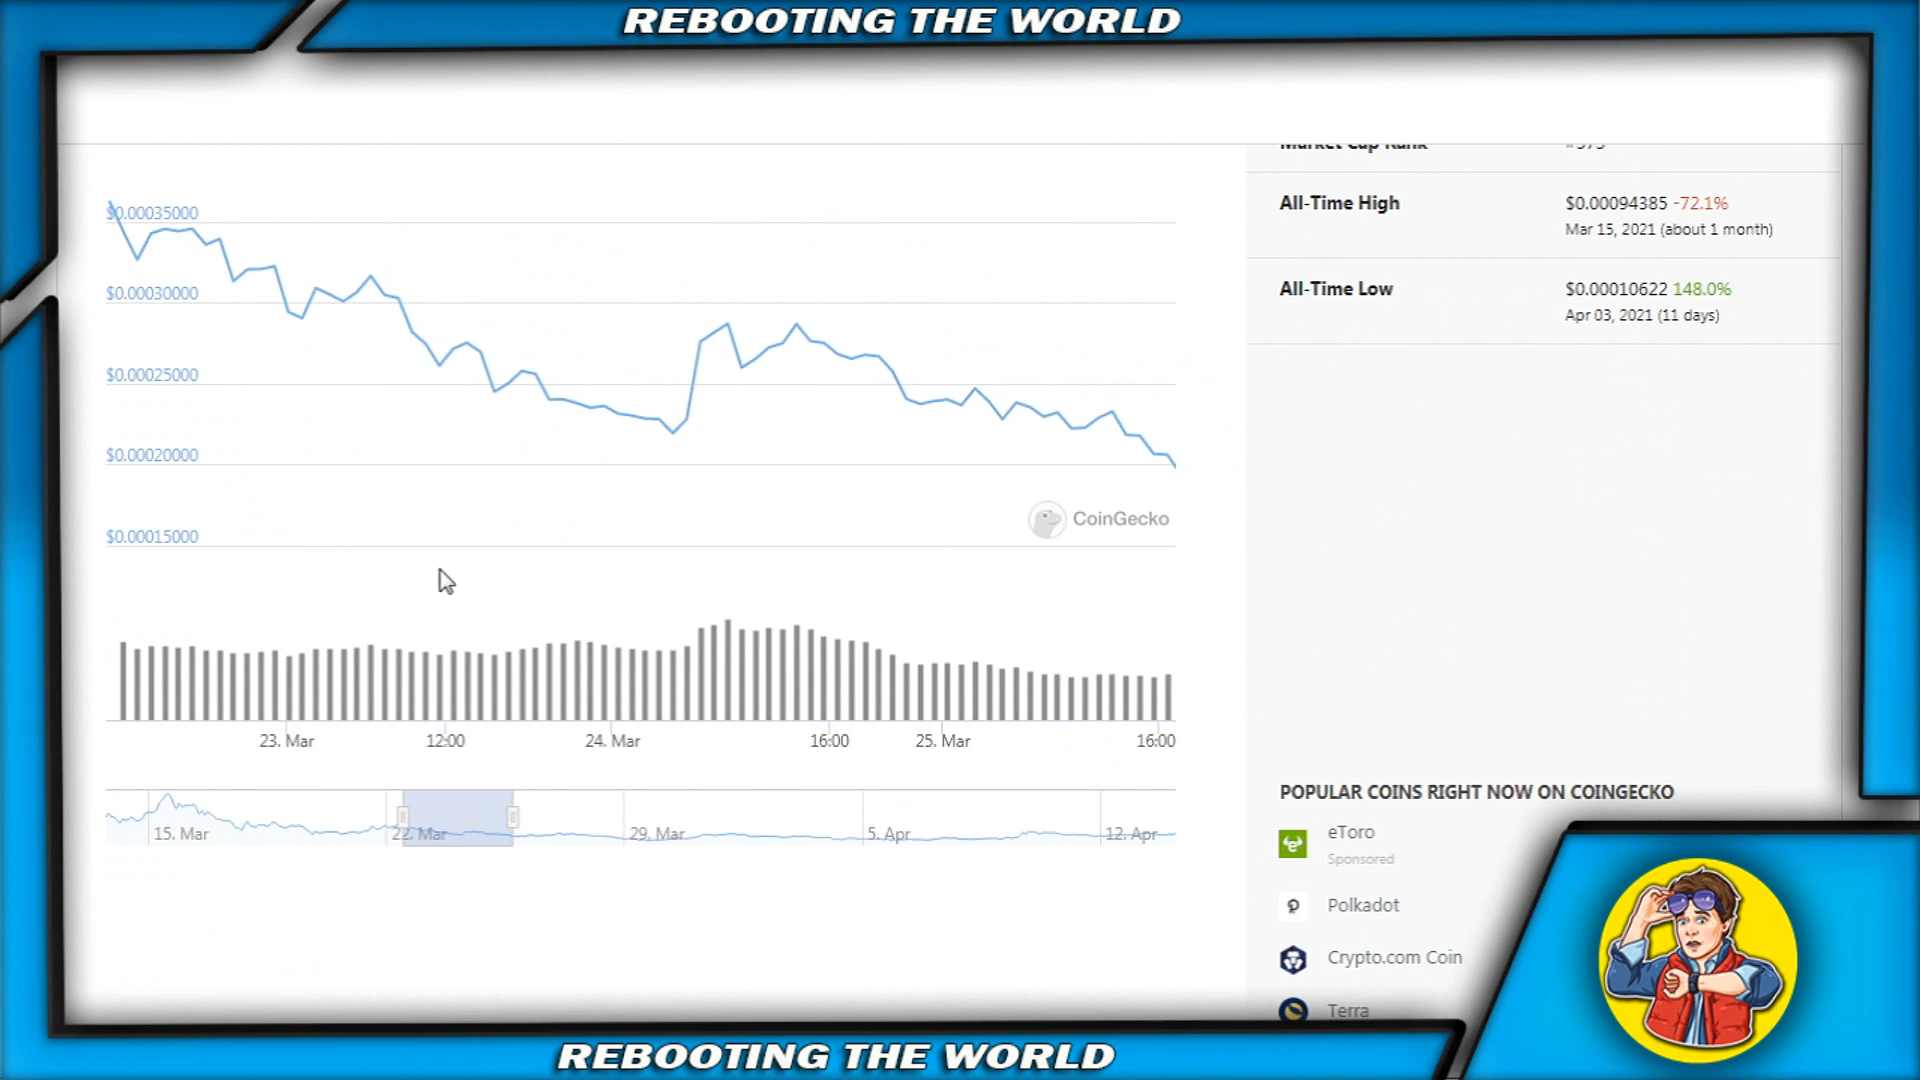 REBOOTING THE WORLD
Market Cap Rank
All-Time High $0.00094385 -72.1%
Mar 15, 2021 (about 1 month)
All-Time Low $0.00010622 148.0%
Apr 03, 2021 (11 days)
$0.00035000
$0.00030000
$0.00025000
$0.00020000
$0.00015000
CoinGecko
23. Mar 12:00 24. Mar 16:00 25. Mar 16:00
15. Mar 22. Mar 29. Mar 5. Apr 12. Apr
POPULAR COINS RIGHT NOW ON COINGECKO
eToro
Sponsored
Polkadot
Crypto.com Coin
Terra
REBOOTING THE WORLD